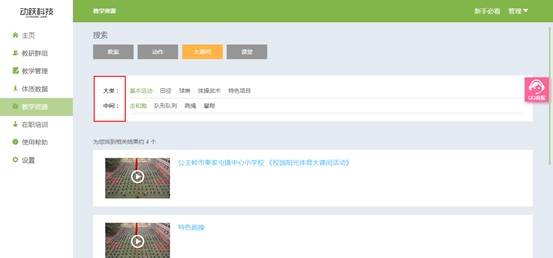 动跃科技
教学资源
新手必看 管理
主页
教研群组
教学管理
体质数据
教学资源
在职培训
使用帮助
设置
搜索
教案 动作 大课间 课堂
大类： 基本活动 田径 球类 体操武术 特色项目
中间： 走和跑 队形队列 跳绳 攀爬
QQ客服
为您找到相关结果约 4 个
公主岭市秦家屯镇中心小学校 《校园阳光体育大课间活动》
特色跑操